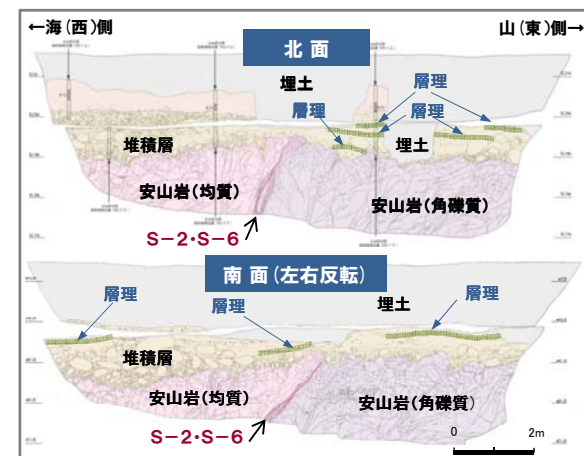 ←海(西)側
山(東)側
北 面
埋土
層理
層理
層理
堆積層
埋土
安山岩(均質)
安山岩(角礫質)
S-2・S-6
南 面(左右反転)
層理
層理
埋土
層理
堆積層
安山岩(均質)
安山岩(角礫質)
S-2・S-6
0 2m